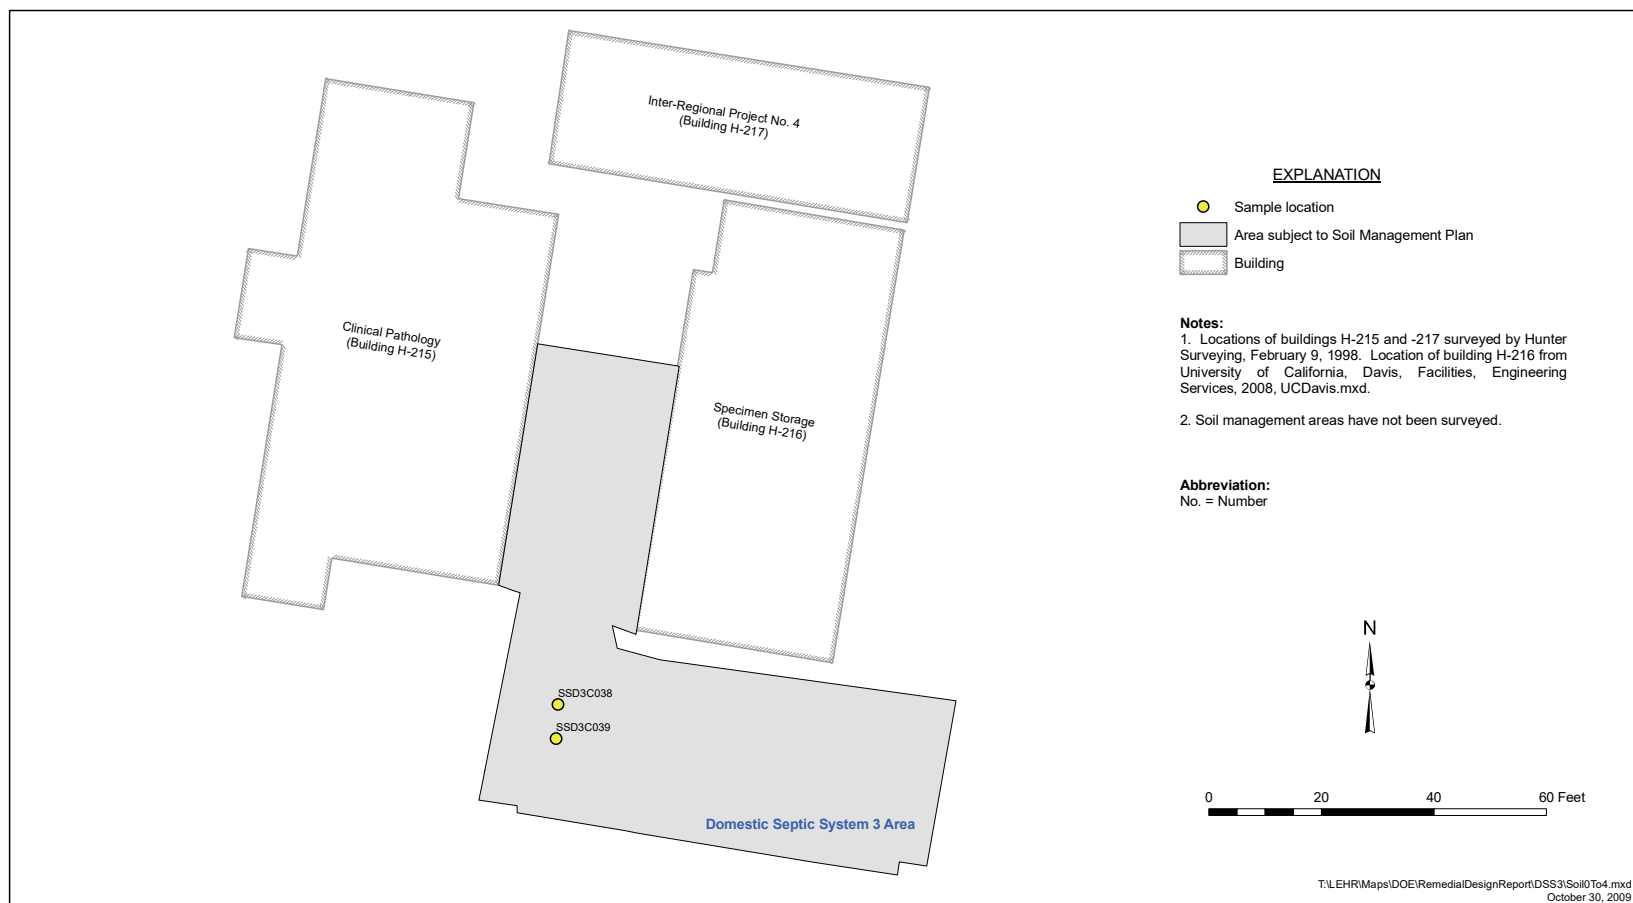 Inter-Regional Project No. 4
(Building H-217)
Clinical Pathology
(Building H-215)
Specimen Storage
(Building H-216)
SSD3C038
SSD3C039
Domestic Septic System 3 Area
EXPLANATION
Sample location
Area subject to Soil Management Plan
Building
Notes:
1. Locations of buildings H-215 and -217 surveyed by Hunter
Surveying, February 9, 1998. Location of building H-216 from
University of California, Davis, Facilities, Engineering
Services, 2008, UCDavis.mxd.
2. Soil management areas have not been surveyed.
Abbreviation:
No. = Number
N
0 20 40 60 Feet
T:\LEHR\Maps\DOE\RemedialDesignReport\DSS3\Soil0To4.mxd
October 30, 2009